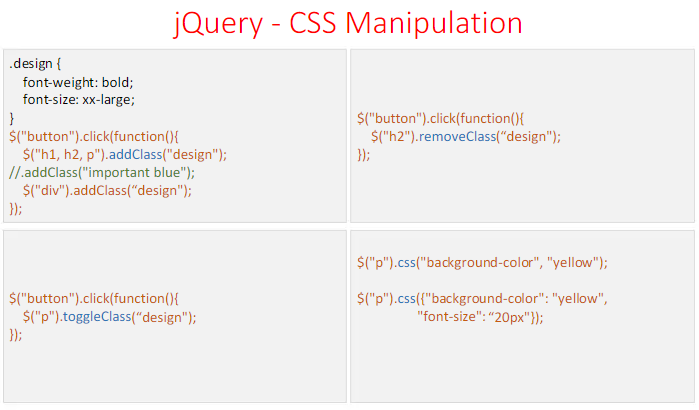 jQuery - CSS Manipulation
.design {
font-weight: bold;
font-size: xx-large;
}
$("button").click(function(){
$("h1, h2, p").addClass("design");
//.addClass("important blue");
$("div").addClass(“design");
});
$("button").click(function(){
$("h2").removeClass(“design");
});
$("button").click(function(){
$("p").toggleClass(“design");
});
$("p").css("background-color", "yellow");
$("p").css({"background-color": "yellow",
"font-size": “20px"});